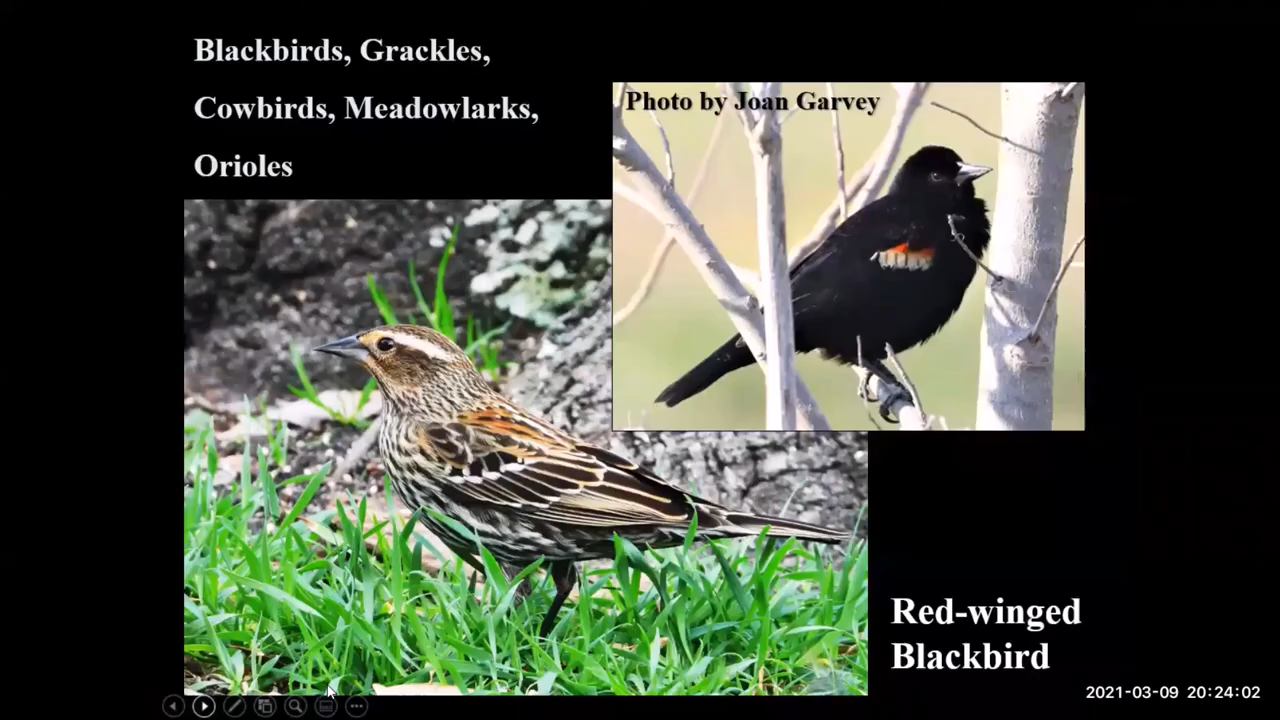 Blackbirds, Grackles,
Cowbirds, Meadowlarks,
Orioles
Photo by Joan Garvey
Red-winged
Blackbird
2021-03-09 20:24:02